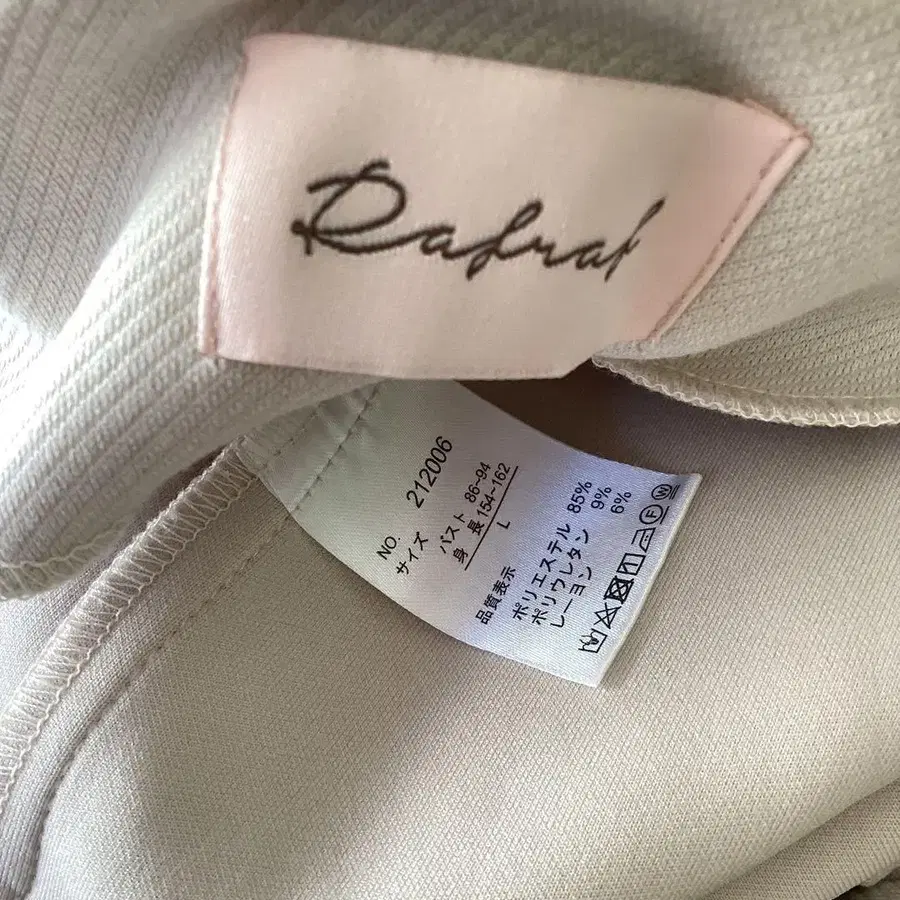 Rafral
NO. 212006
サイズ
バスト 86~94
身長 154~162
L
品質表示
ポリエステル 85%
ポリウレタン 9%
レーヨン 6%